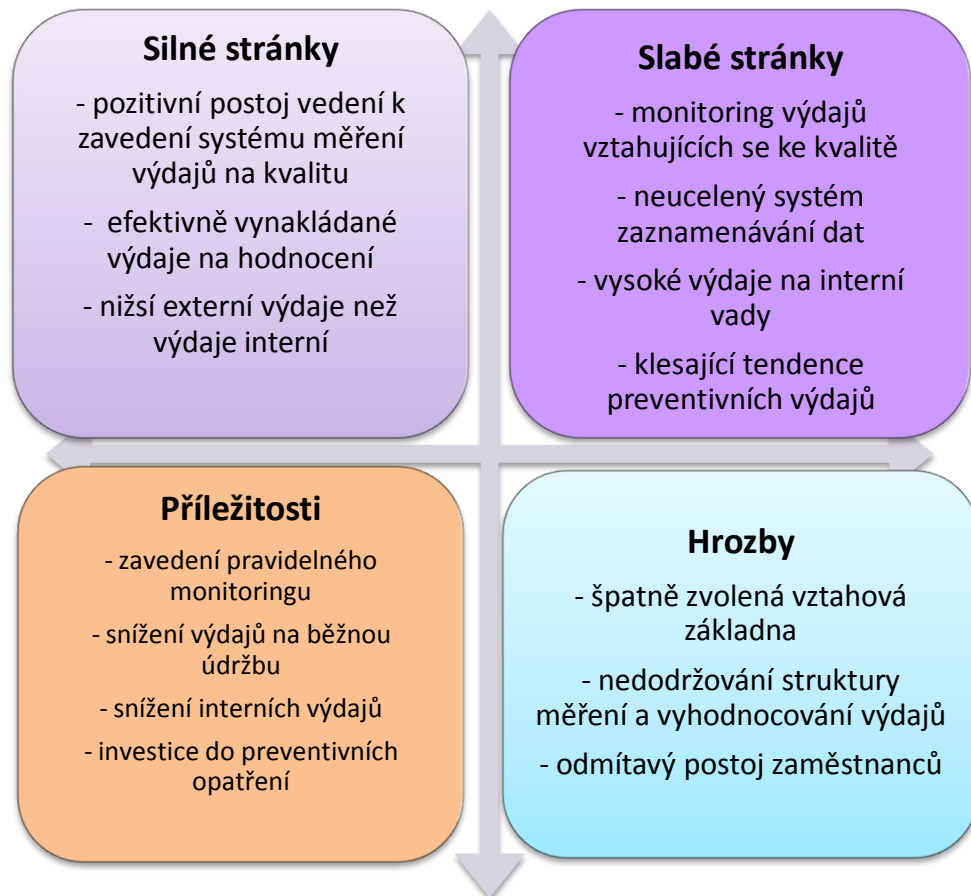 Silné stránky
- pozitivní postoj vedení k
zavedení systému měření
výdajů na kvalitu
- efektivně vynakládané
výdaje na hodnocení
- nižsí externí výdaje než
výdaje interní
Slabé stránky
- monitoring výdajů
vztahujících se ke kvalitě
- neucelený systém
zaznamenávání dat
- vysoké výdaje na interní
vady
- klesající tendence
preventivních výdajů
Příležitosti
- zavedení pravidelného
monitoringu
- snížení výdajů na běžnou
údržbu
- snížení interních výdajů
- investice do preventivních
opatření
Hrozby
- špatně zvolená vztahová
základna
- nedodržování struktury
měření a vyhodnocování výdajů
- odmítavý postoj zaměstnanců